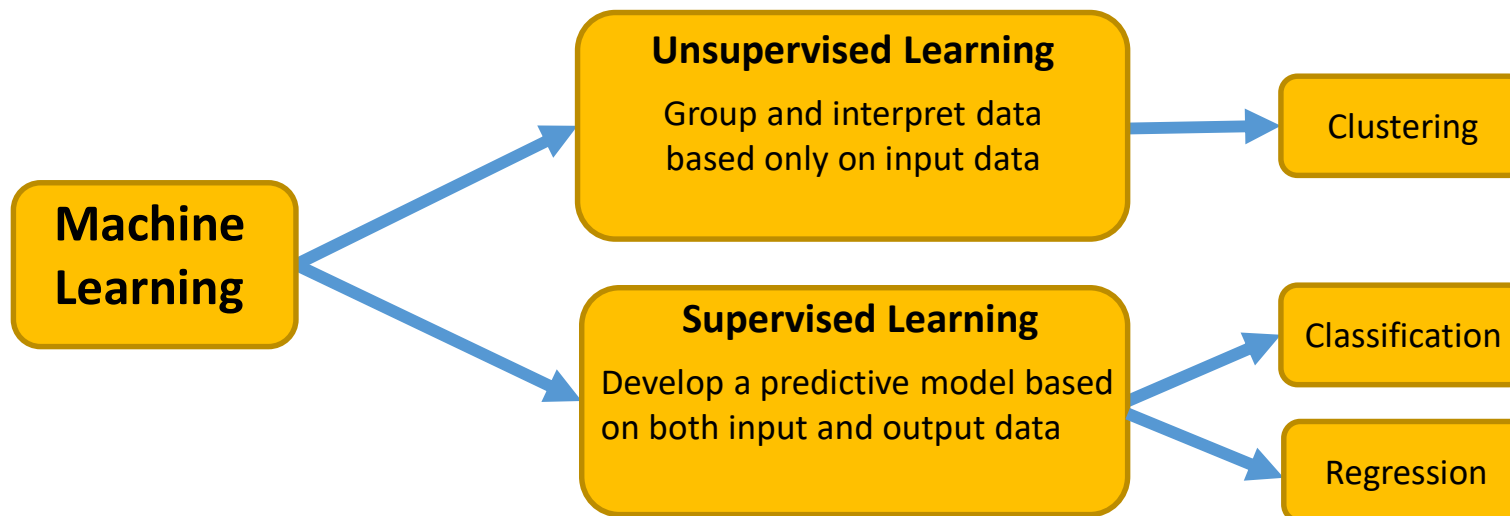 Machine
Learning
Unsupervised Learning
Group and interpret data
based only on input data
Clustering
Supervised Learning
Develop a predictive model based
on both input and output data
Classification
Regression